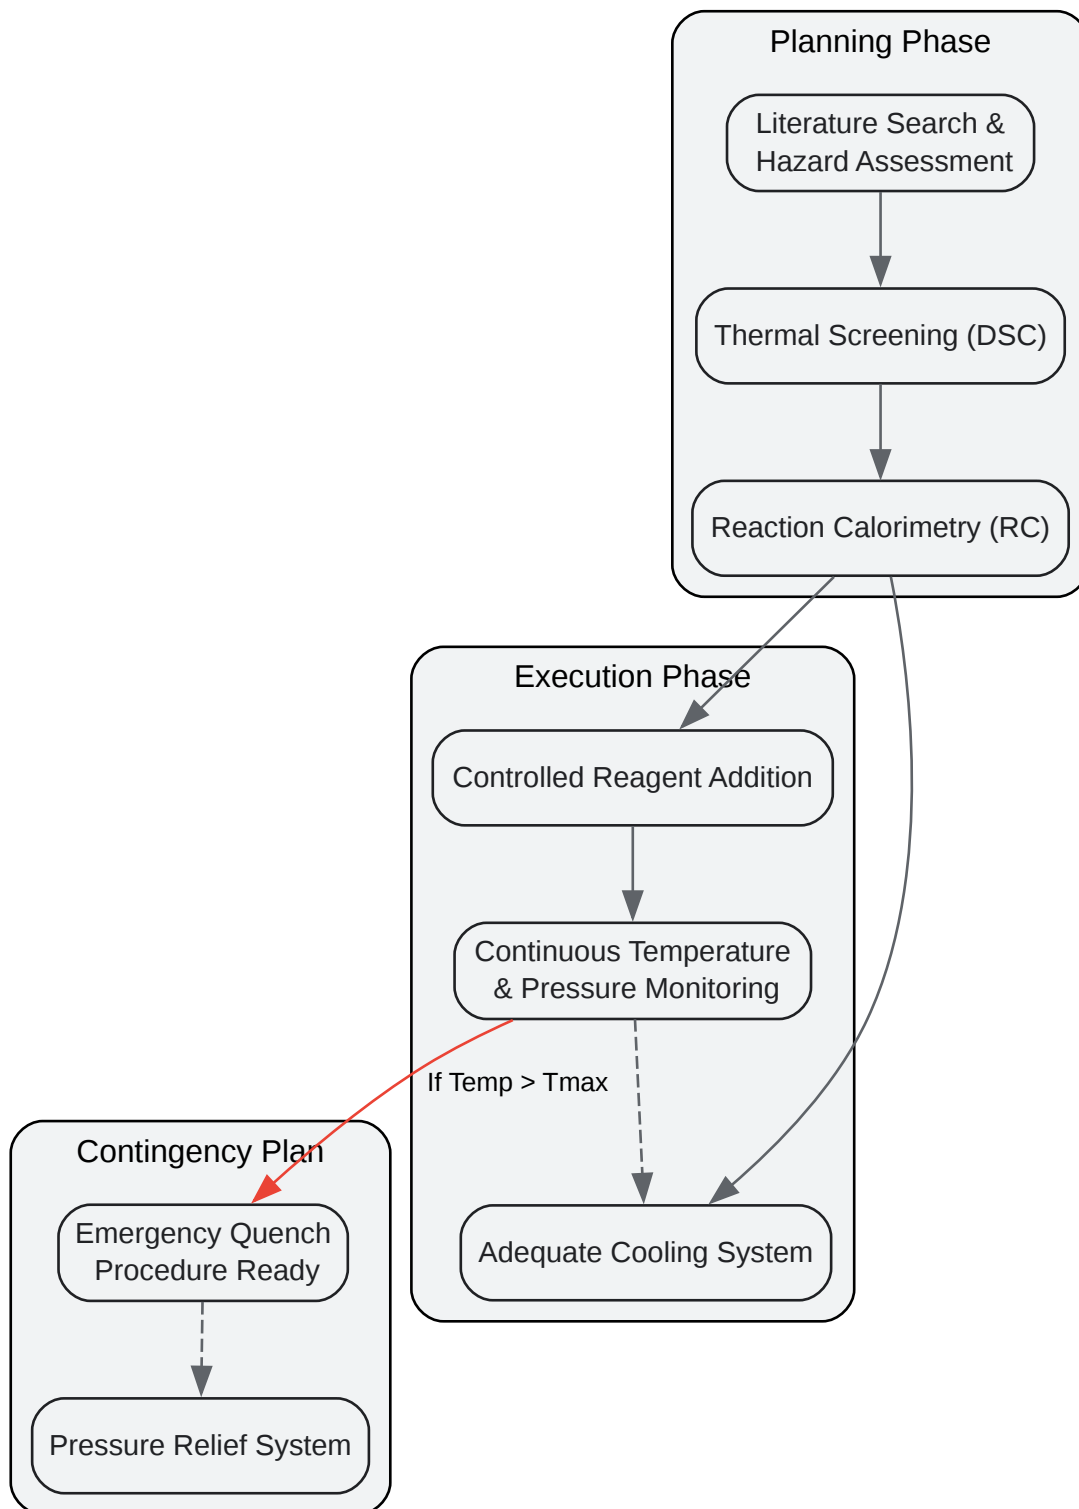 Planning Phase
Literature Search &
Hazard Assessment
Thermal Screening (DSC)
Reaction Calorimetry (RC)
Execution Phase
Controlled Reagent Addition
Continuous Temperature
& Pressure Monitoring
If Temp > Tmax
Adequate Cooling System
Contingency Plan
Emergency Quench
Procedure Ready
Pressure Relief System